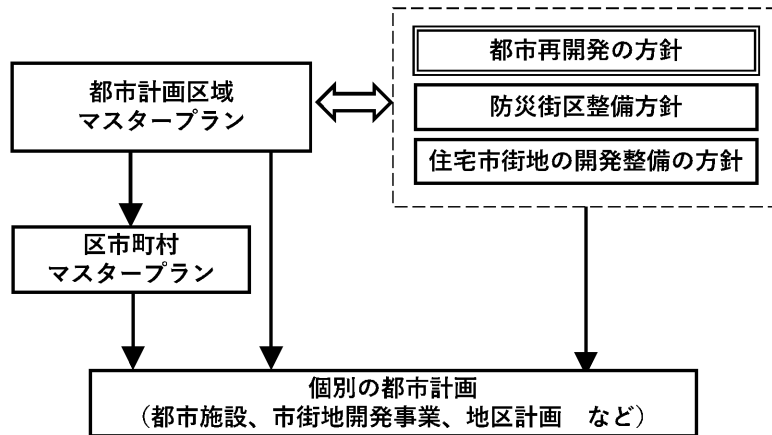 都市再開発の方針
都市計画区域
マスタープラン
防災街区整備方針
住宅市街地の開発整備の方針
区市町村
マスタープラン
個別の都市計画
（都市施設、市街地開発事業、地区計画　など）